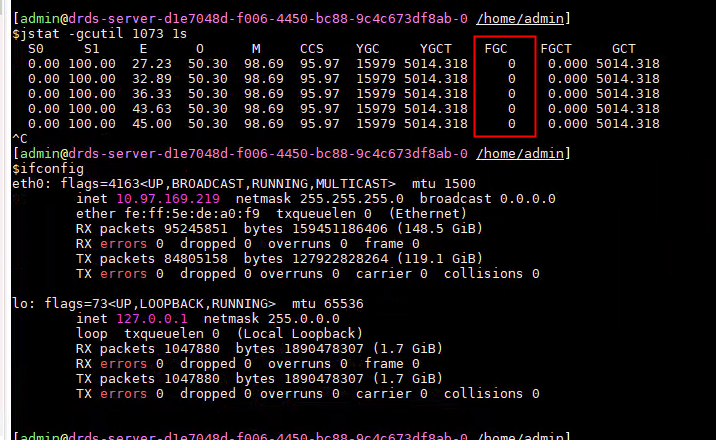 [admin@drds-server-d1e7048d-f006-4450-bc88-9c4c673df8ab-0 /home/admin]
$jstat -gcutil 1073 1s
S0 S1 E O M CCS YGC YGCT FGC FGCT GCT
0.00 100.00 27.23 50.30 98.69 95.97 15979 5014.318 0 0.000 5014.318
0.00 100.00 32.89 50.30 98.69 95.97 15979 5014.318 0 0.000 5014.318
0.00 100.00 36.33 50.30 98.69 95.97 15979 5014.318 0 0.000 5014.318
0.00 100.00 43.63 50.30 98.69 95.97 15979 5014.318 0 0.000 5014.318
0.00 100.00 45.00 50.30 98.69 95.97 15979 5014.318 0 0.000 5014.318
^C
[admin@drds-server-d1e7048d-f006-4450-bc88-9c4c673df8ab-0 /home/admin]
$ifconfig
eth0: flags=4163<UP,BROADCAST,RUNNING,MULTICAST> mtu 1500
inet 10.97.169.219 netmask 255.255.255.0 broadcast 0.0.0.0
ether fe:ff:5e:de:a0:f9 txqueuelen 0 (Ethernet)
RX packets 95245851 bytes 159451186406 (148.5 GiB)
RX errors 0 dropped 0 overruns 0 frame 0
TX packets 84805158 bytes 127922828264 (119.1 GiB)
TX errors 0 dropped 0 overruns 0 carrier 0 collisions 0
lo: flags=73<UP,LOOPBACK,RUNNING> mtu 65536
inet 127.0.0.1 netmask 255.0.0.0
loop txqueuelen 0 (Local Loopback)
RX packets 1047880 bytes 1890478307 (1.7 GiB)
RX errors 0 dropped 0 overruns 0 frame 0
TX packets 1047880 bytes 1890478307 (1.7 GiB)
TX errors 0 dropped 0 overruns 0 carrier 0 collisions 0
[admin@drds-server-d1e7048d-f006-4450-bc88-9c4c673df8ab-0 /home/admin]